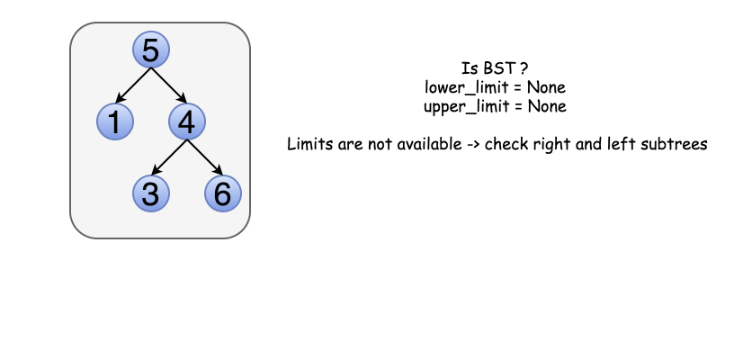 5
1
4
3
6
Is BST ?
lower_limit = None
upper_limit = None
Limits are not available -> check right and left subtrees